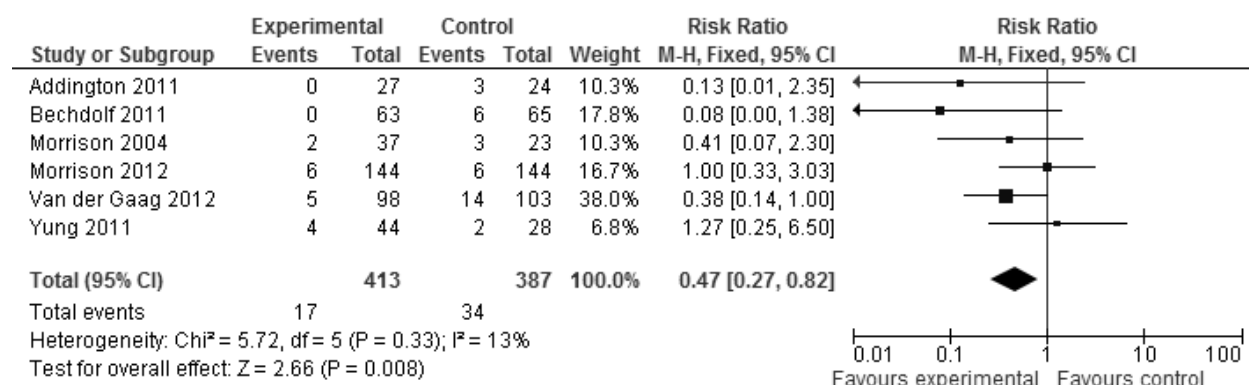 Experimental Control Risk Ratio Risk Ratio
Study or Subgroup Events Total Events Total Weight M-H, Fixed, 95% CI M-H, Fixed, 95% CI
Addington 2011 0 27 3 24 10.3% 0.13 [0.01, 2.35]
Bechdolf 2011 0 63 6 65 17.8% 0.08 [0.00, 1.38]
Morrison 2004 2 37 3 23 10.3% 0.41 [0.07, 2.30]
Morrison 2012 6 144 6 144 16.7% 1.00 [0.33, 3.03]
Van der Gaag 2012 5 98 14 103 38.0% 0.38 [0.14, 1.00]
Yung 2011 4 44 2 28 6.8% 1.27 [0.25, 6.50]
Total (95% CI) 413 387 100.0% 0.47 [0.27, 0.82]
Total events 17 34
Heterogeneity: Chi² = 5.72, df = 5 (P = 0.33); I² = 13%
Test for overall effect: Z = 2.66 (P = 0.008)
0.01 0.1 1 10 100
Favours experimental Favours control